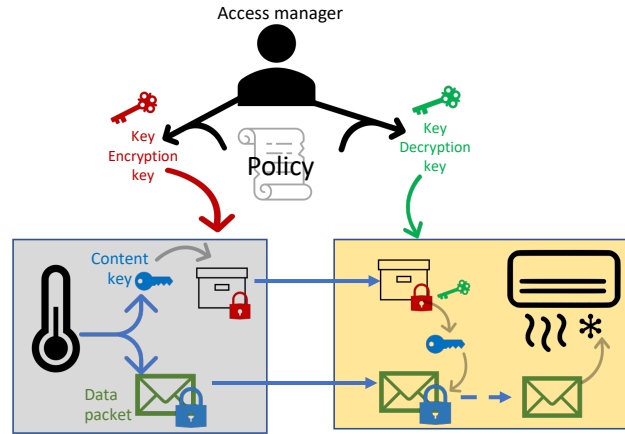 Access manager
Key
Encryption
key
Policy
Key
Decryption
key
Content
key
Data
packet